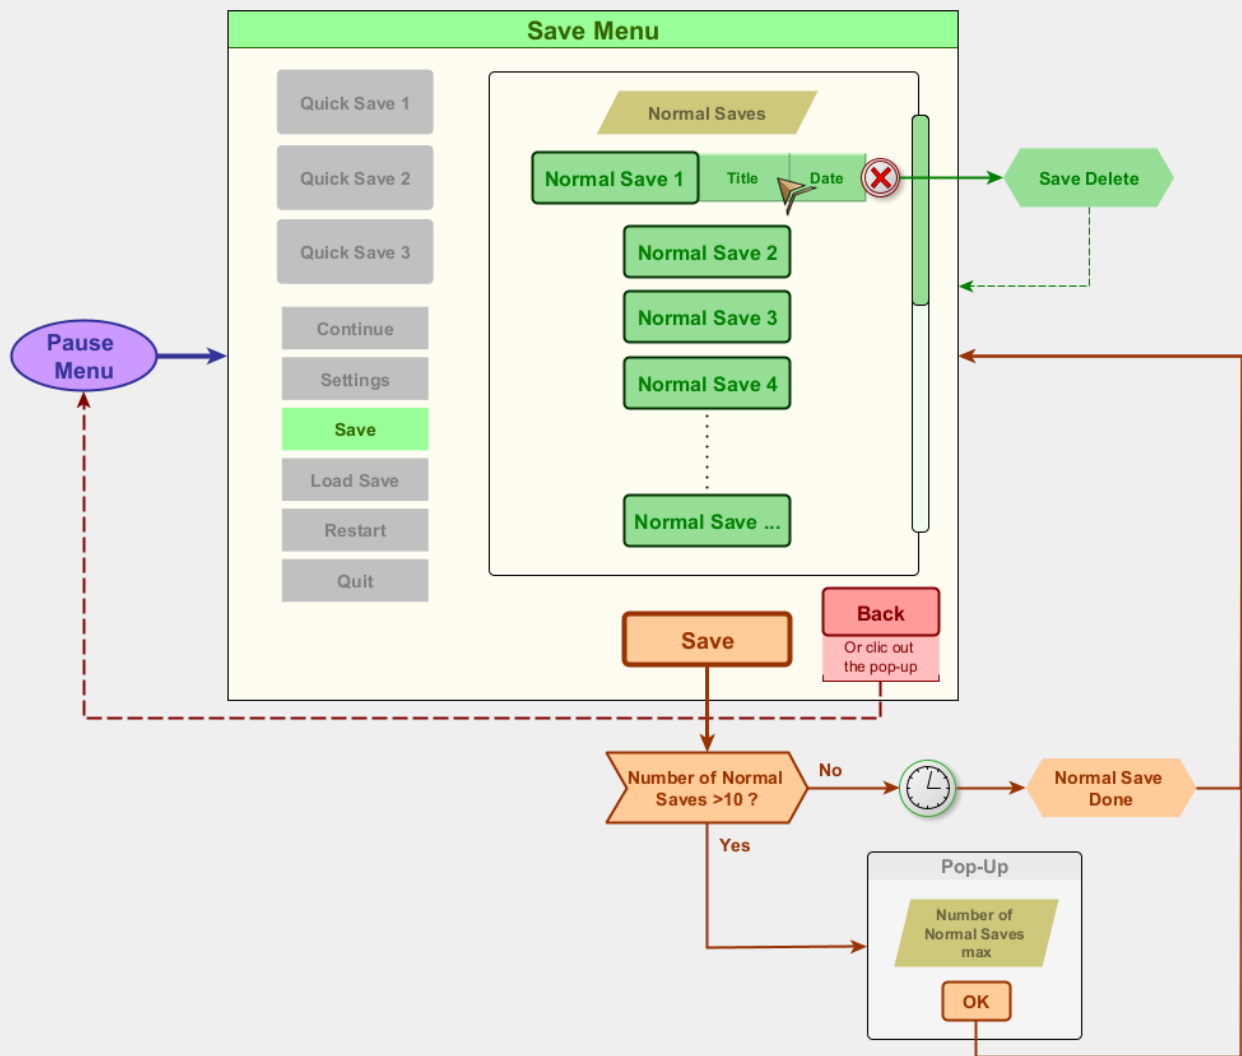 Save Menu
Quick Save 1
Quick Save 2
Quick Save 3
Continue
Settings
Save
Load Save
Restart
Quit
Pause
Menu
Normal Saves
Normal Save 1
Title
Date
Normal Save 2
Normal Save 3
Normal Save 4
Normal Save ...
Save Delete
Save
Back
Or clic out
the pop-up
Number of Normal
Saves >10 ?
No
Yes
Normal Save
Done
Pop-Up
Number of
Normal Saves
max
OK